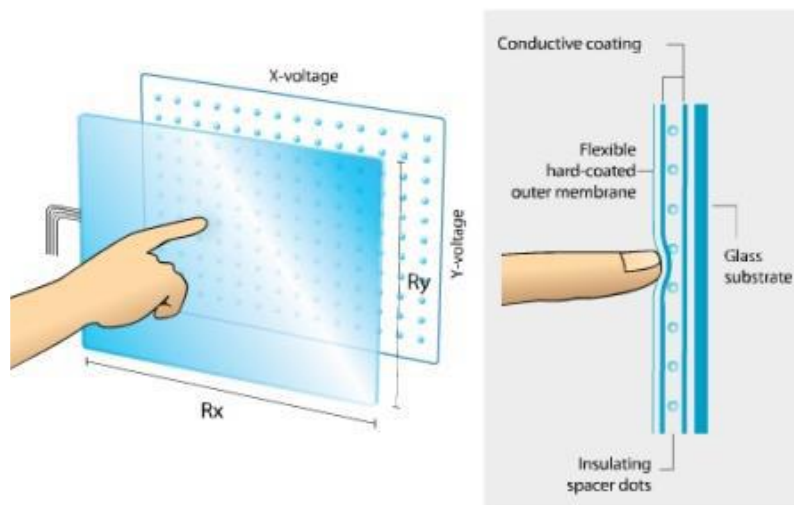 X-voltage
Y-voltage
Ry
Rx
Conductive coating
Flexible
hard-coated
outer membrane
Glass
substrate
Insulating
spacer dots